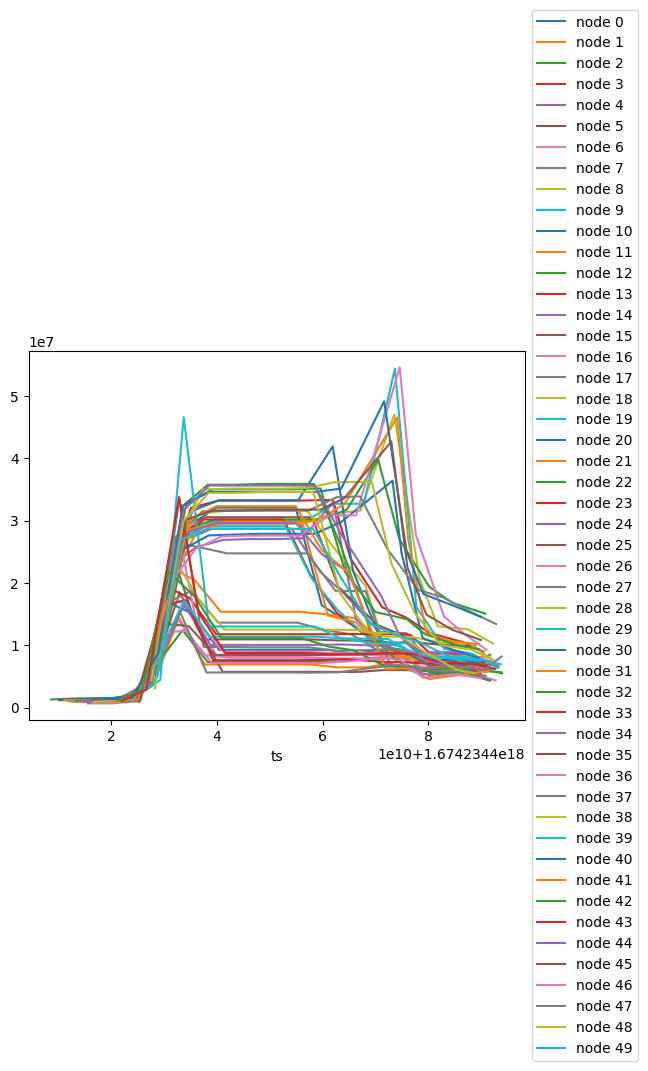 node 0
node 1
node 2
node 3
node 4
node 5
node 6
node 7
node 8
node 9
node 10
node 11
node 12
node 13
node 14
node 15
node 16
node 17
node 18
node 19
node 20
node 21
node 22
node 23
node 24
node 25
node 26
node 27
node 28
node 29
node 30
node 31
node 32
node 33
node 34
node 35
node 36
node 37
node 38
node 39
node 40
node 41
node 42
node 43
node 44
node 45
node 46
node 47
node 48
node 49
1e7
5
4
3
2
1
0
2 4 6 8
ts
1e10+1.6742344e18